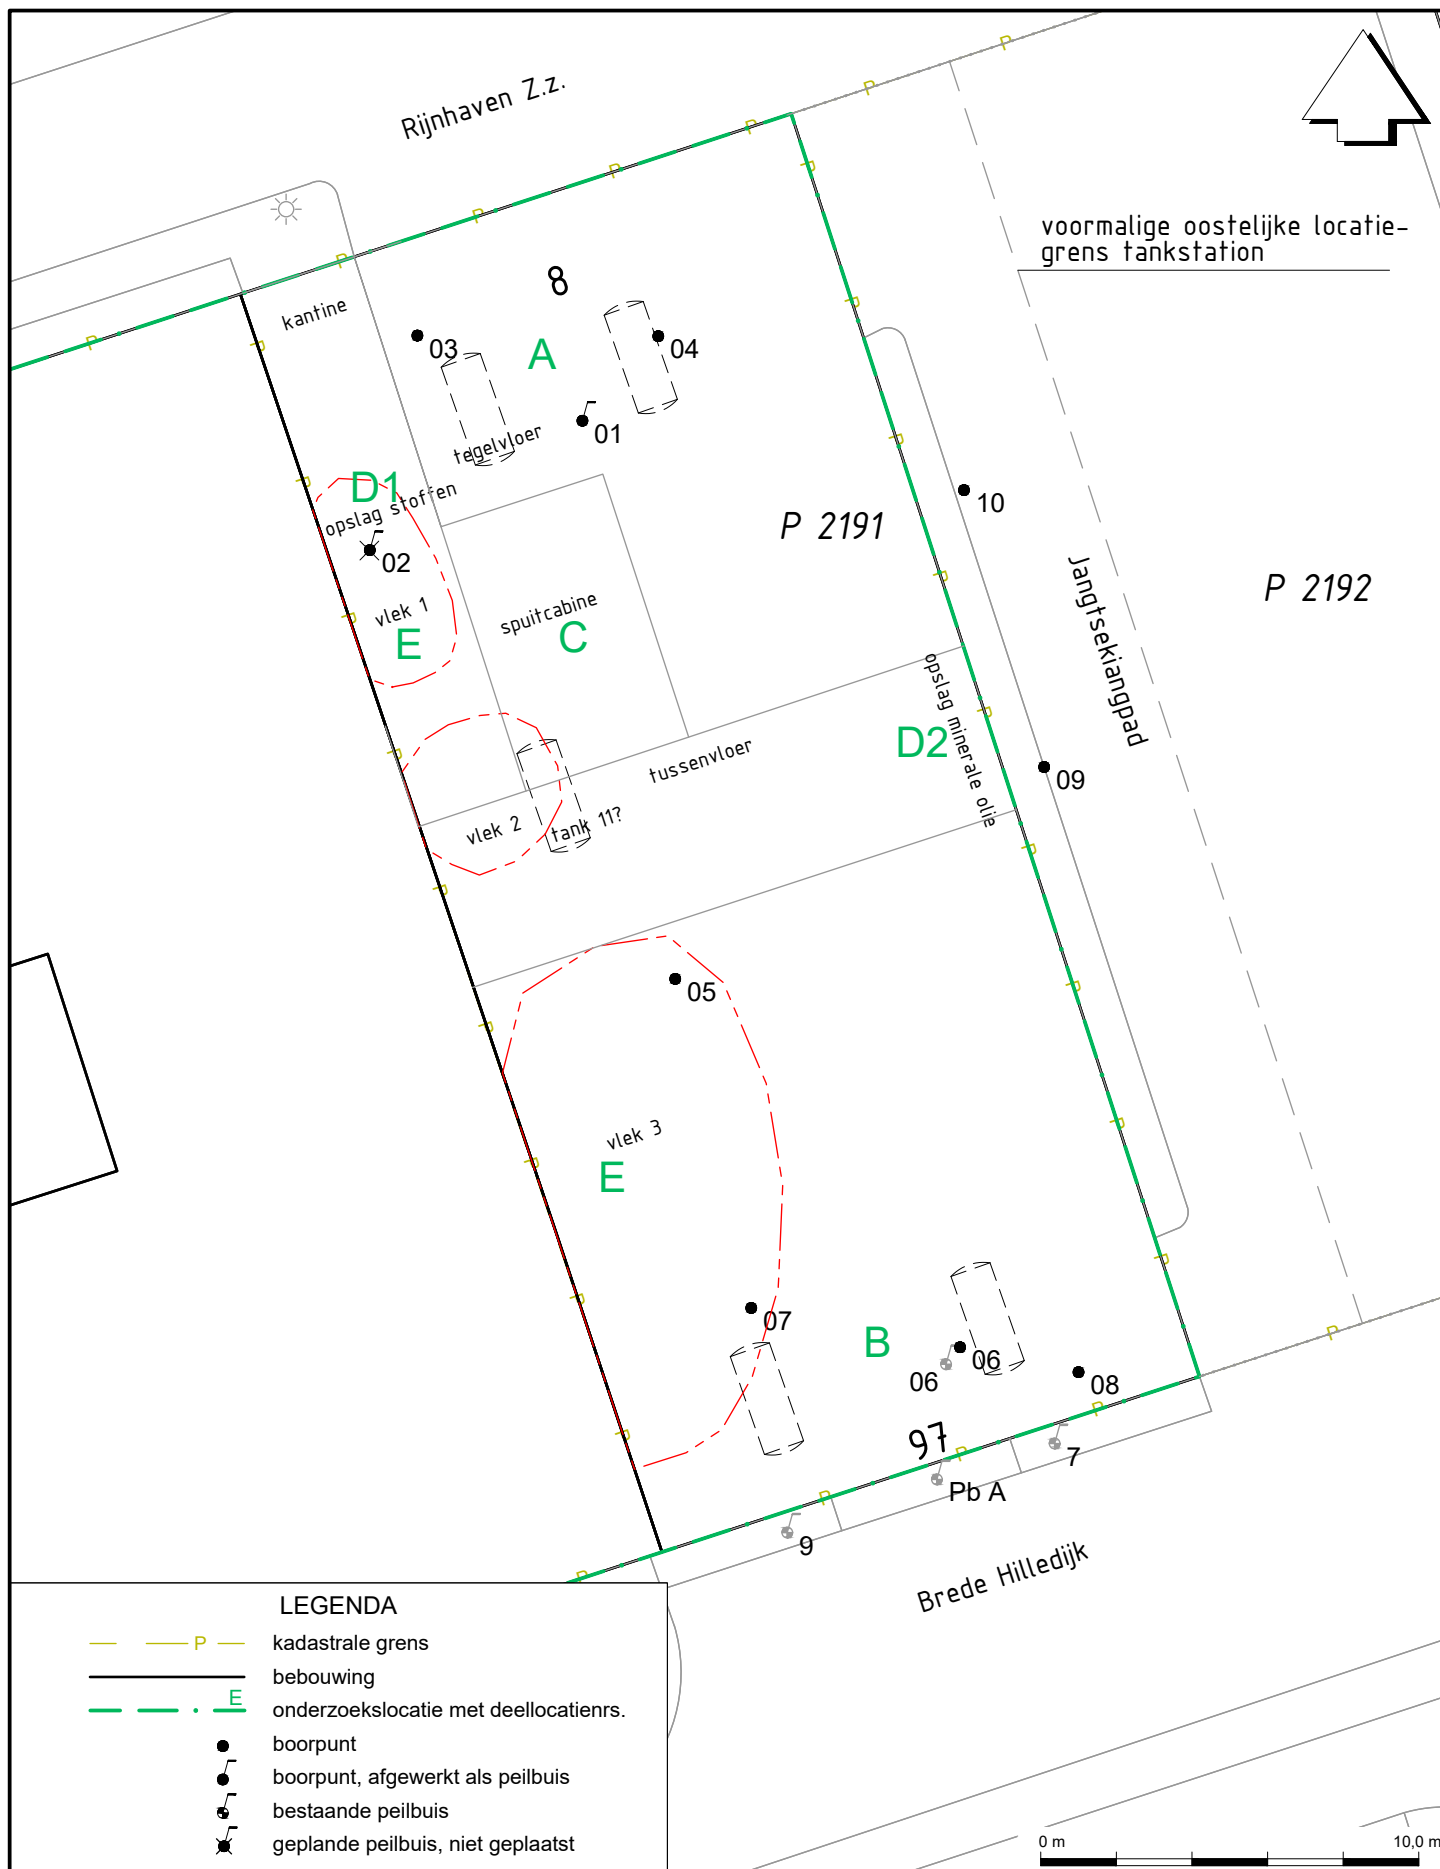 Rijnhaven Z.z.
voormalige oostelijke locatie-
grens tankstation
8
kantine
03
A
04
01
tegelvloer
D1
opslag stoffen
02
vlek 1
E
spuitcabine
C
P 2191
10
Jangtsekiangpad
P 2192
opslag minerale olie
D2
tussenvloer
09
vlek 2
tank 11?
05
vlek 3
E
07
B
06
06
08
97
7
Pb A
9
Brede Hilledijk
LEGENDA
P kadastrale grens
bebouwing
E onderzoekslocatie met deellocatienrs.
boorpunt
boorpunt, afgewerkt als peilbuis
bestaande peilbuis
geplande peilbuis, niet geplaatst
0 m 10,0 m